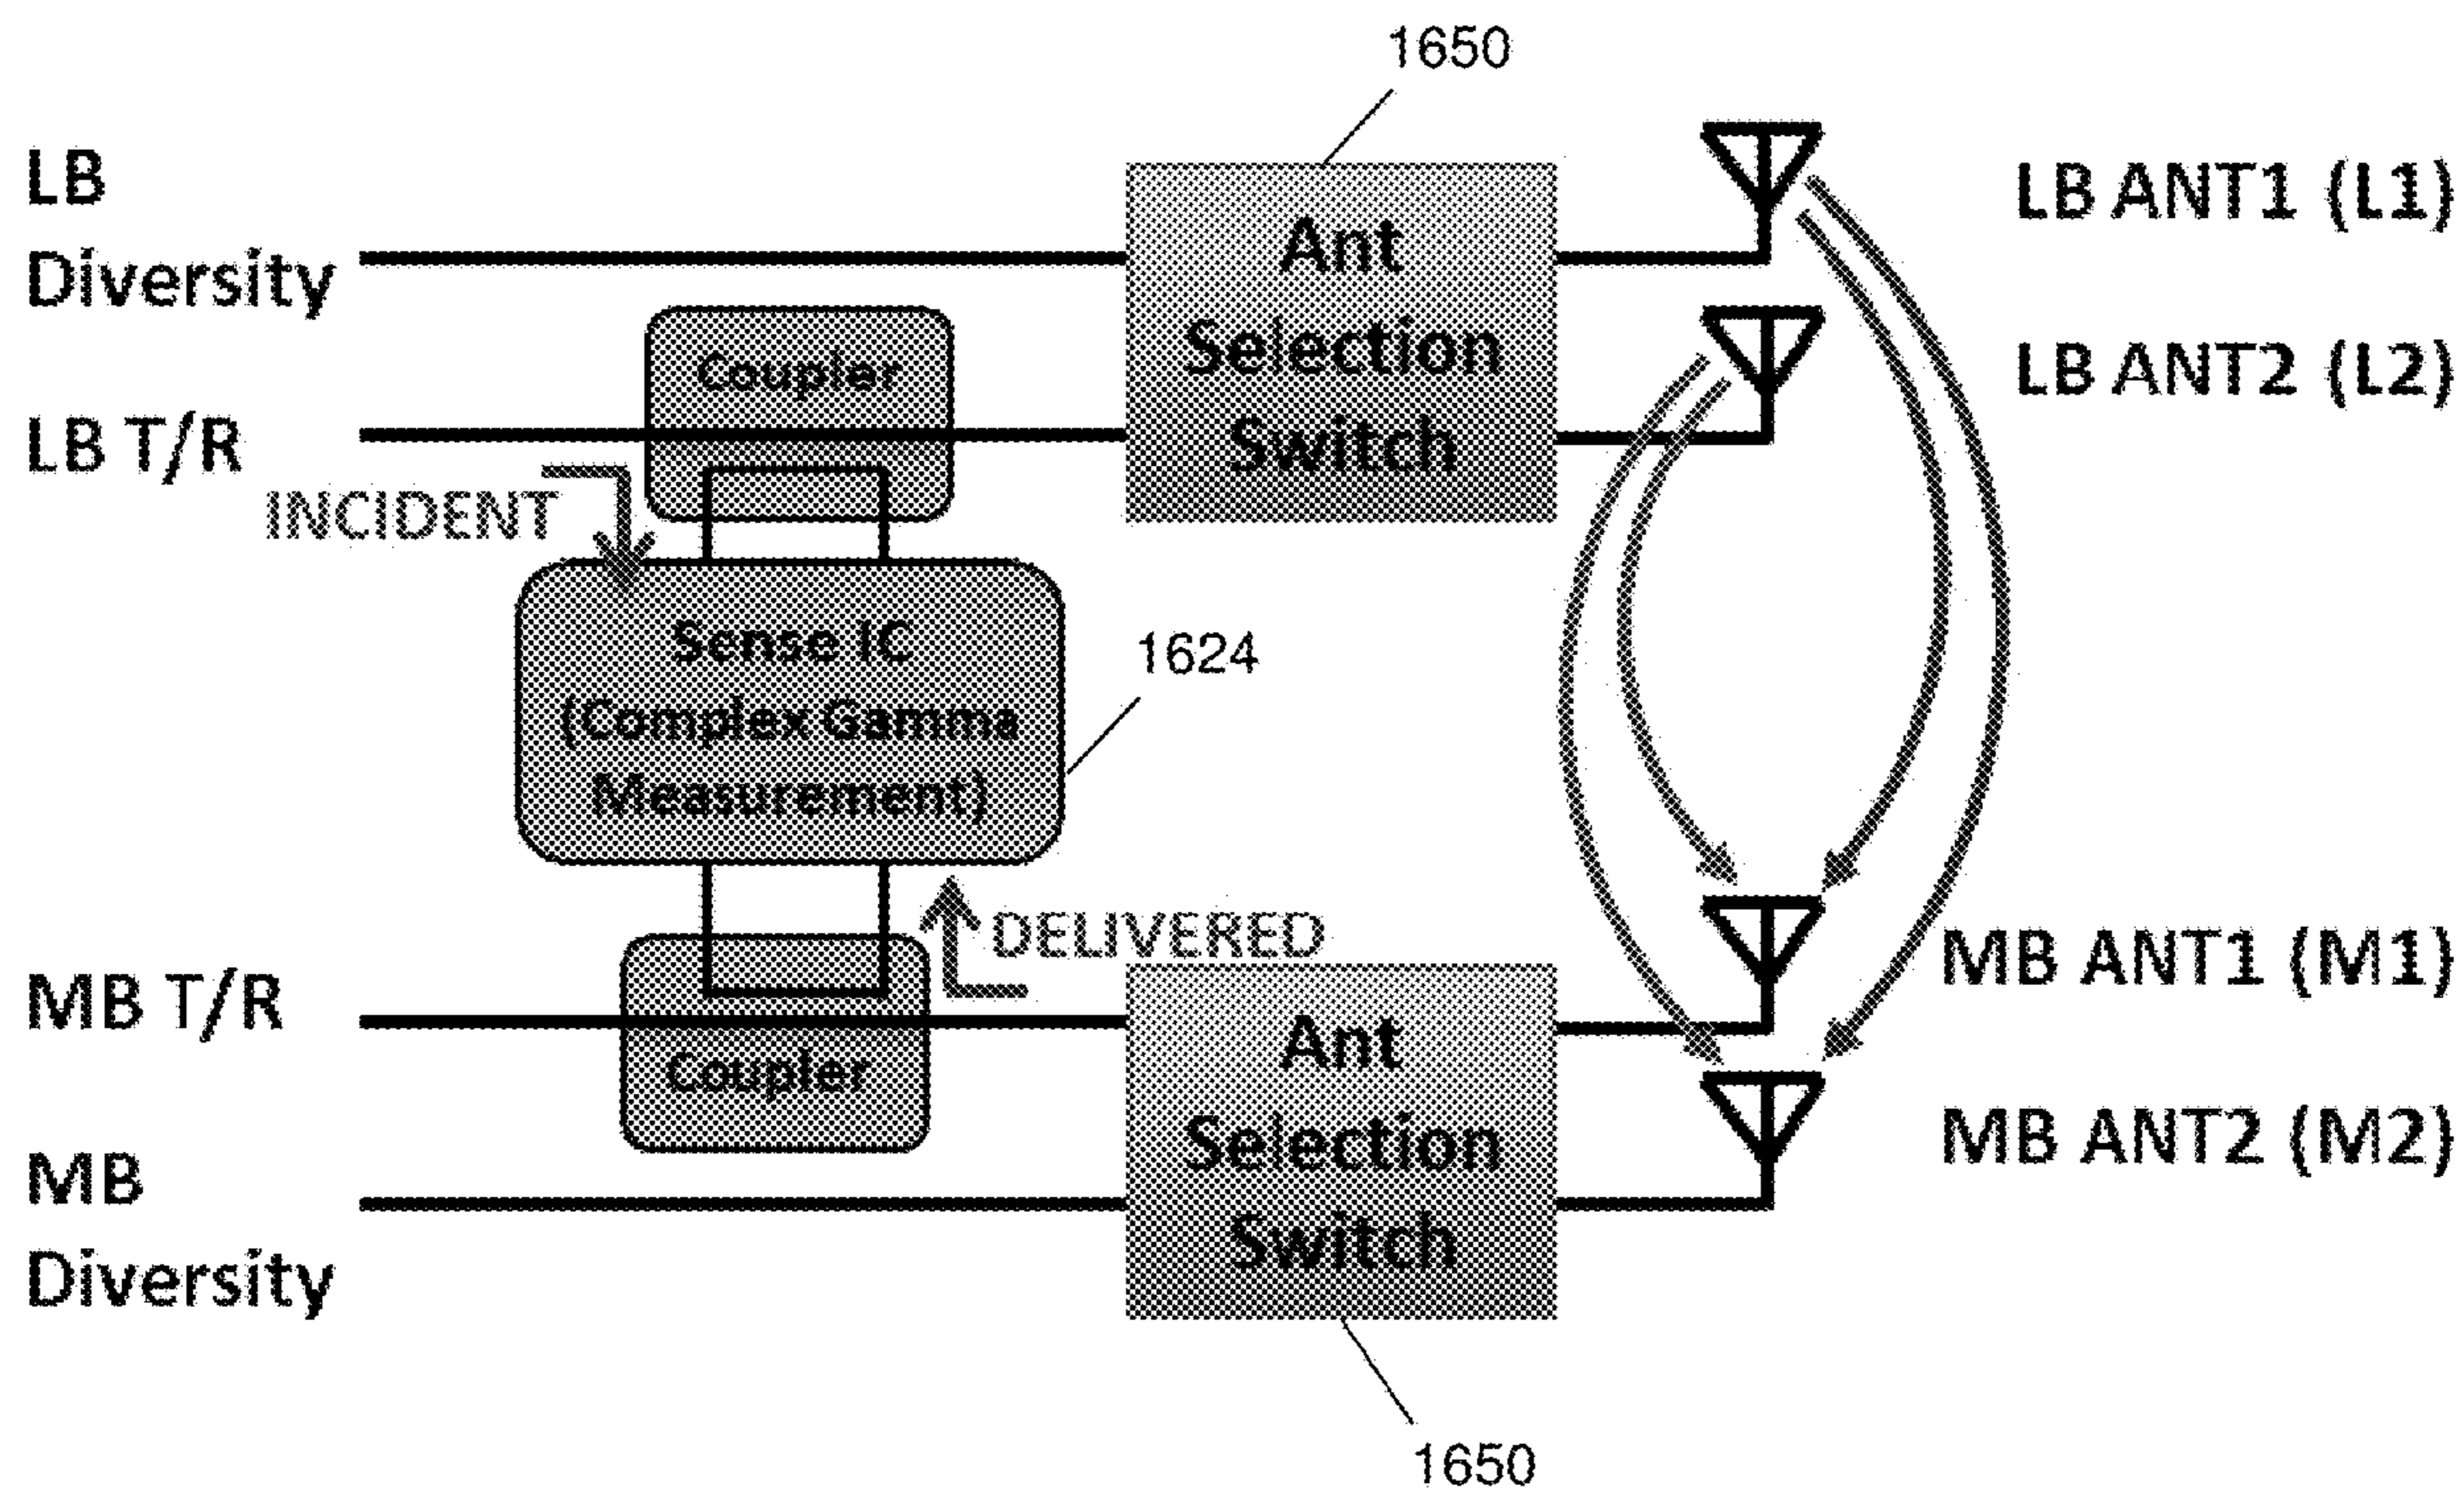 1650
LB
Diversity
Ant
Selection
Switch
LB ANT1 (L1)
LB ANT2 (L2)
Coupler
LB T/R
INCIDENT
Sense IC
(Complex Gamma
Measurement)
1624
DELIVERED
MB T/R
Coupler
MB
Diversity
Ant
Selection
Switch
MB ANT1 (M1)
MB ANT2 (M2)
1650